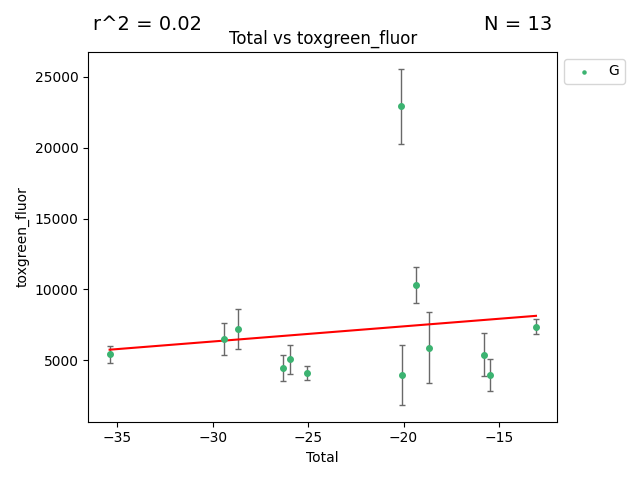 r^2 = 0.02
N = 13
Total vs toxgreen_fluor
G
25000
20000
15000
10000
5000
toxgreen_fluor
−35
−30
−25
−20
−15
Total